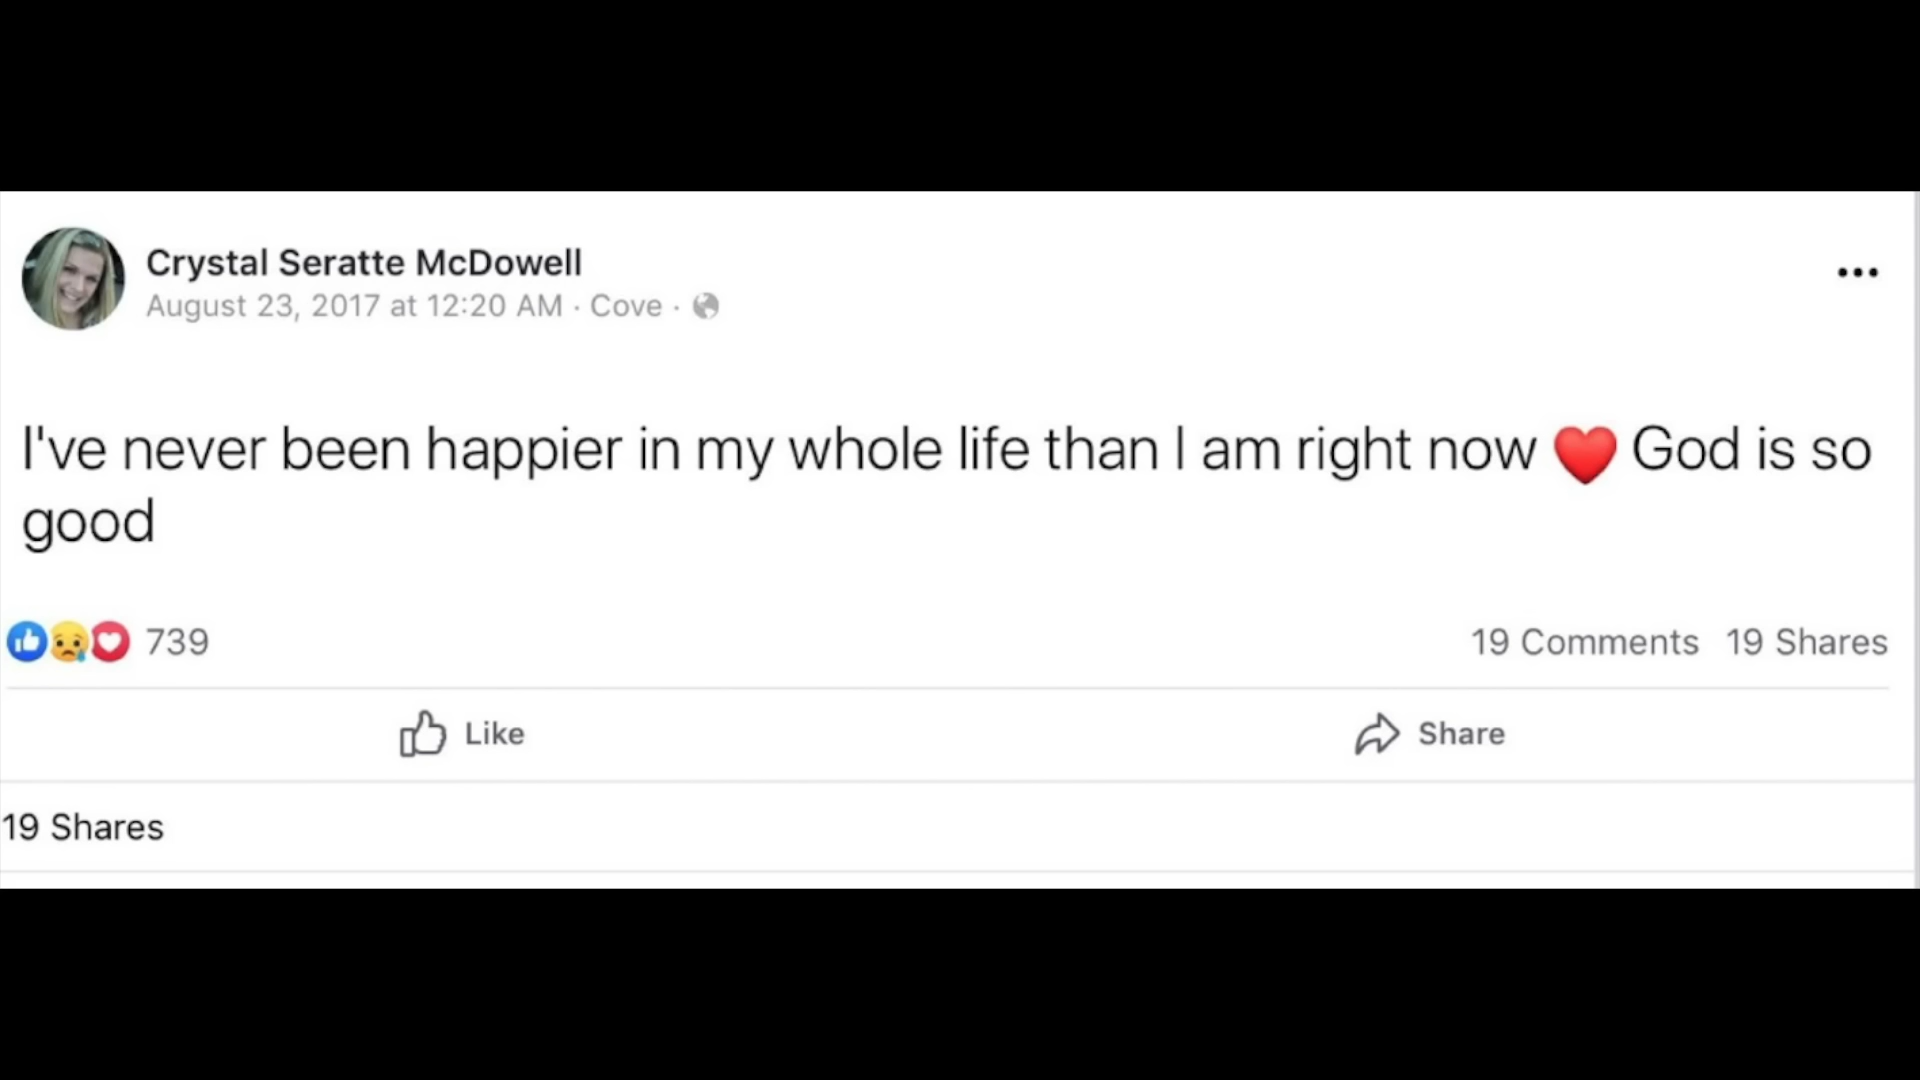 Crystal Seratte McDowell
August 23, 2017 at 12:20 AM · Cove ·
I've never been happier in my whole life than I am right now ❤️ God is so
good
739
19 Comments 19 Shares
Like
Share
19 Shares